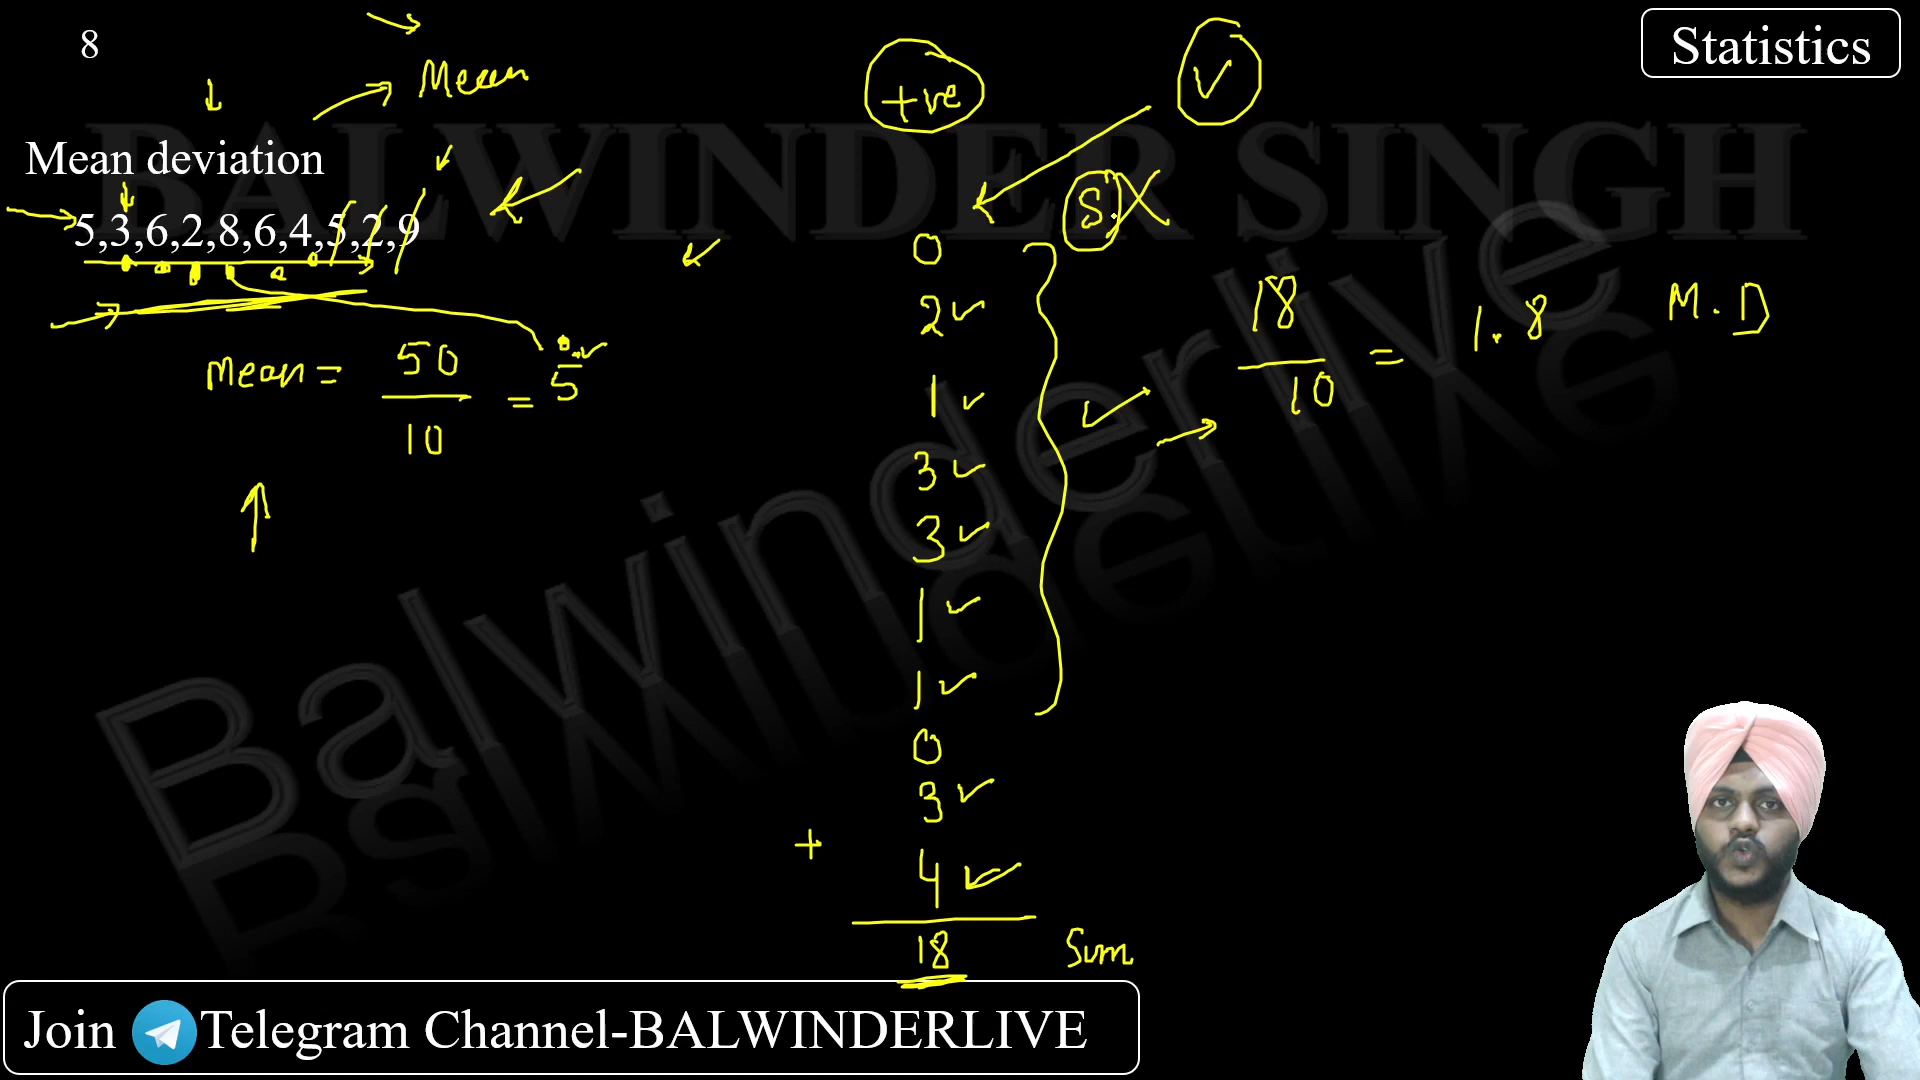 8
Statistics
Mean
+ve
Mean deviation
5,3,6,2,8,6,4,5,2,9
S.
Mean = 50/10 = 5
0
2
1
3
3
1
1
0
3
+ 4
18 Sum
18/10 = 1.8 M.D
BALWINDER SINGH
Balwinderlive
Join Telegram Channel-BALWINDERLIVE